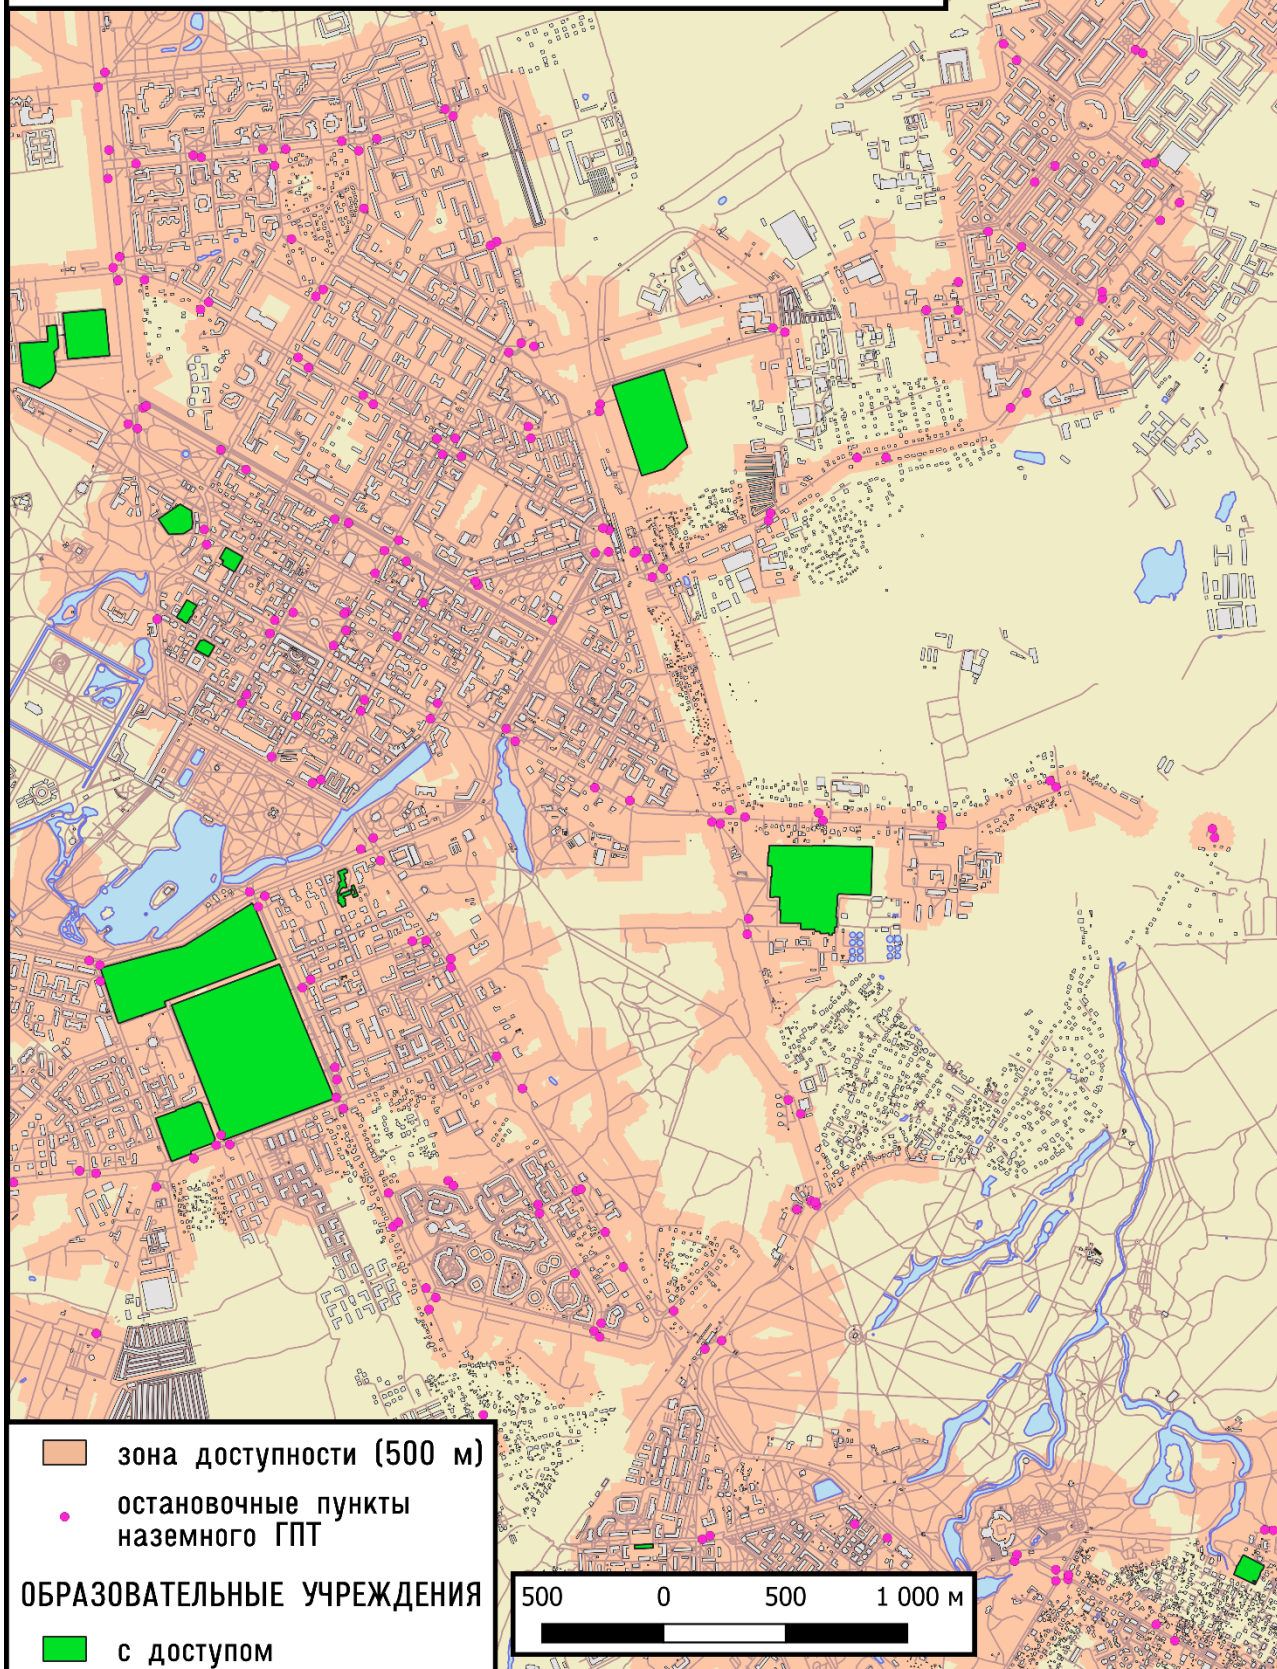 зона доступности (500 м)
остановочные пункты
наземного ГПТ
ОБРАЗОВАТЕЛЬНЫЕ УЧРЕЖДЕНИЯ
с доступом
500 0 500 1 000 м